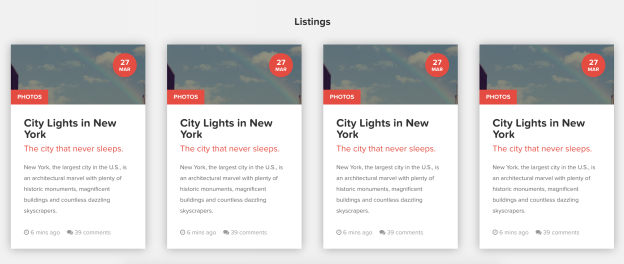 Listings
27
MAR
PHOTOS
City Lights in New
York
The city that never sleeps.
New York, the largest city in the U.S., is
an architectural marvel with plenty of
historic monuments, magnificent
buildings and countless dazzling
skyscrapers.
6 mins ago 39 comments
27
MAR
PHOTOS
City Lights in New
York
The city that never sleeps.
New York, the largest city in the U.S., is
an architectural marvel with plenty of
historic monuments, magnificent
buildings and countless dazzling
skyscrapers.
6 mins ago 39 comments
27
MAR
PHOTOS
City Lights in New
York
The city that never sleeps.
New York, the largest city in the U.S., is
an architectural marvel with plenty of
historic monuments, magnificent
buildings and countless dazzling
skyscrapers.
6 mins ago 39 comments
27
MAR
PHOTOS
City Lights in New
York
The city that never sleeps.
New York, the largest city in the U.S., is
an architectural marvel with plenty of
historic monuments, magnificent
buildings and countless dazzling
skyscrapers.
6 mins ago 39 comments